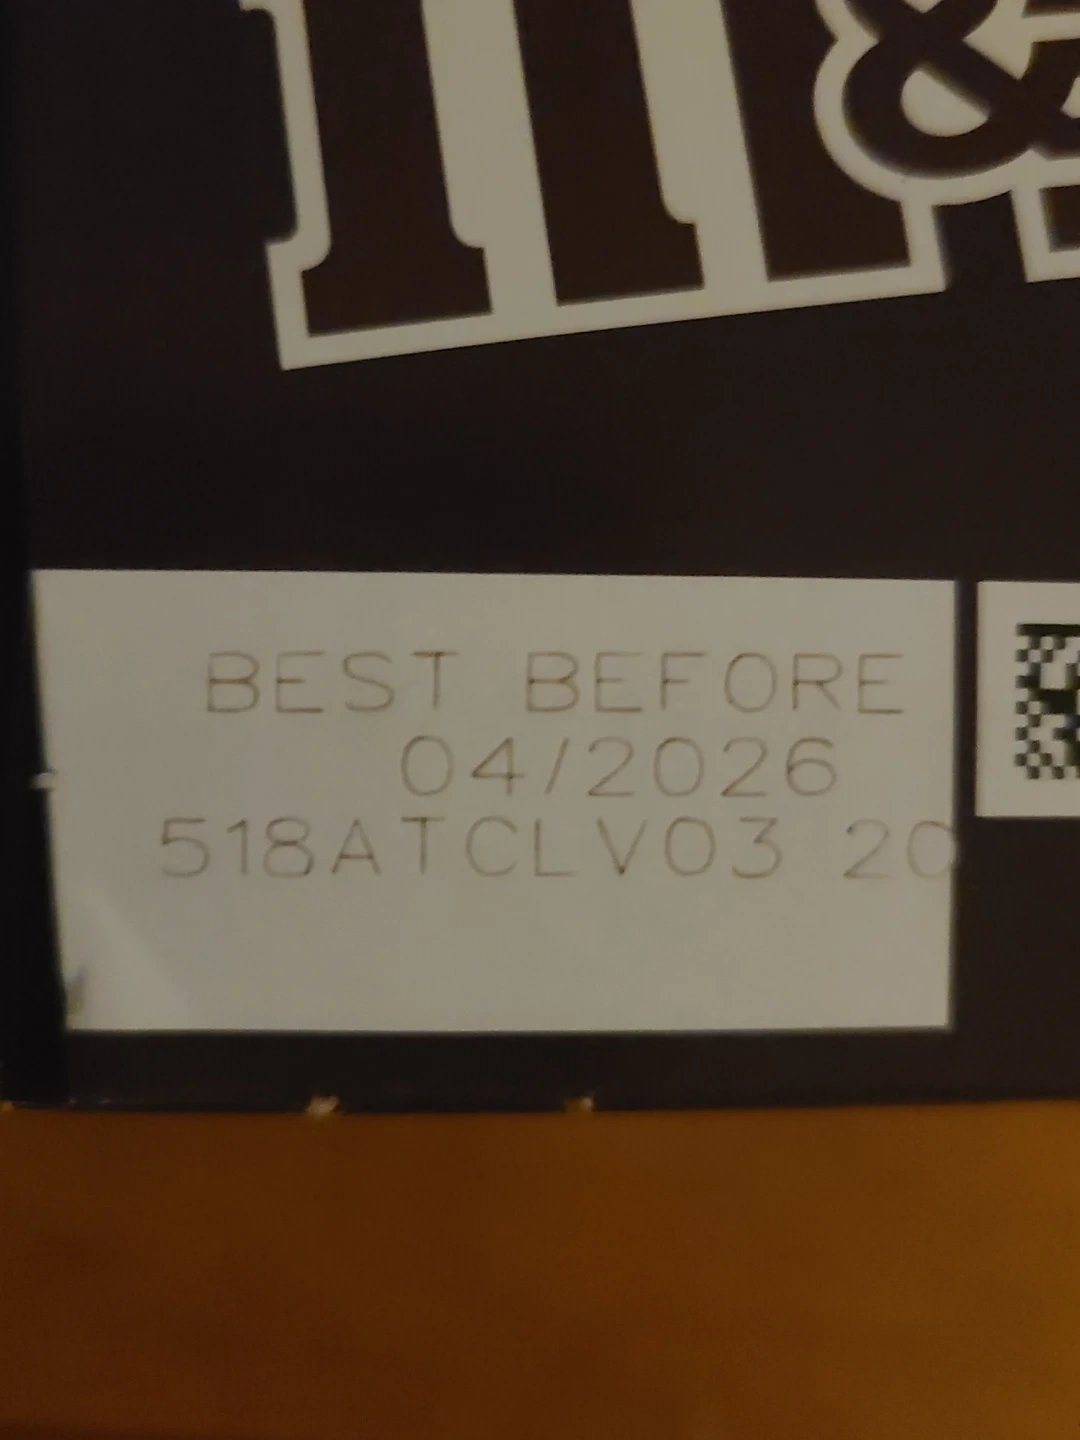 m&
BEST BEFORE
04/2026
518ATCLV03 20